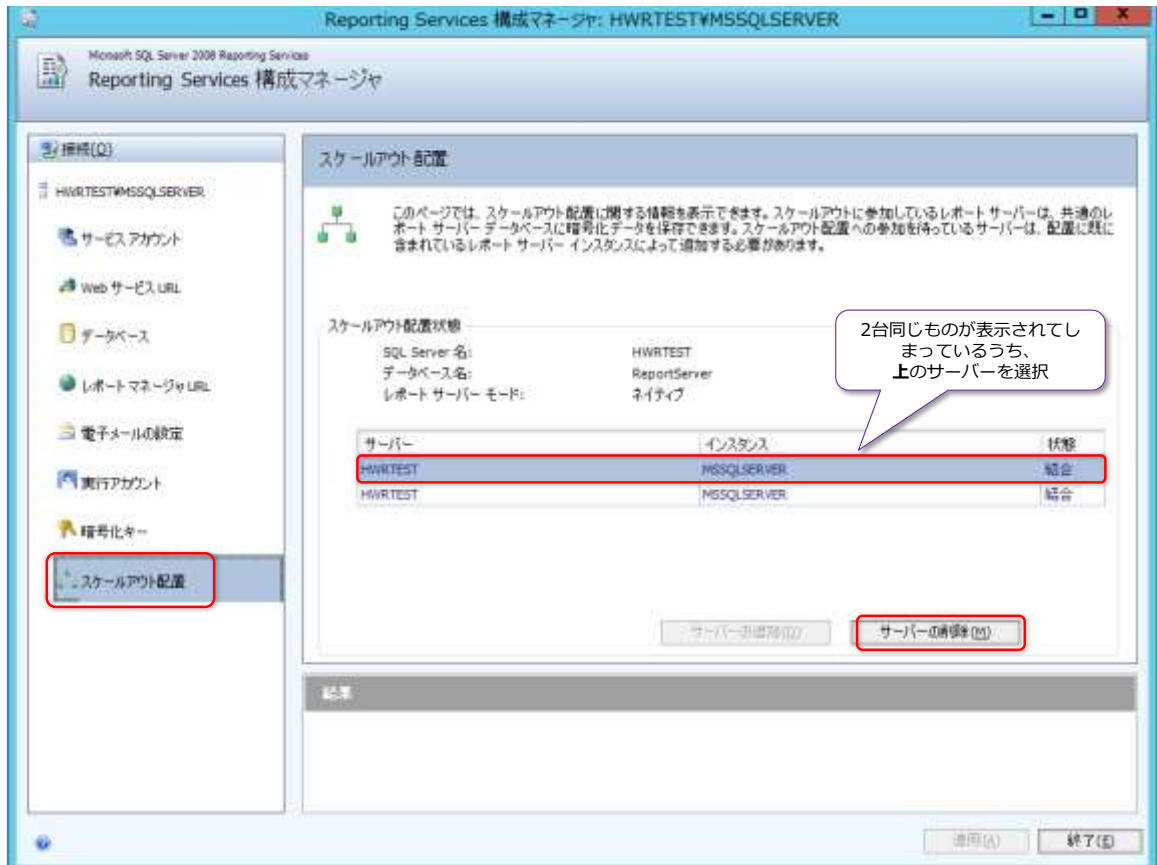 Reporting Services 構成マネージャ: HWRTEST¥MSSQLSERVER
Microsoft SQL Server 2008 Reporting Services
Reporting Services 構成マネージャ
接続(O)
HWRTEST¥MSSQLSERVER
サービス アカウント
Web サービス URL
データベース
レポート マネージャ URL
電子メールの設定
実行アカウント
暗号化キー
スケールアウト配置
スケールアウト配置
このページでは、スケールアウト配置に関する情報を表示できます。スケールアウトに参加しているレポート サーバーは、共通のレ
ポート サーバー データベースに暗号化データを保存できます。スケールアウト配置への参加を待っているサーバーは、配置に既に
含まれているレポート サーバー インスタンスによって追加する必要があります。
2台同じものが表示されてし
まっているうち、
上のサーバーを選択
スケールアウト配置状態
SQL Server 名: HWRTEST
データベース名: ReportServer
レポート サーバー モード: ネイティブ
サーバー インスタンス 状態
HWRTEST MSSQLSERVER 結合
HWRTEST MSSQLSERVER 結合
サーバーの追加(D) サーバーの削除(M)
結果
適用(A) 終了(E)